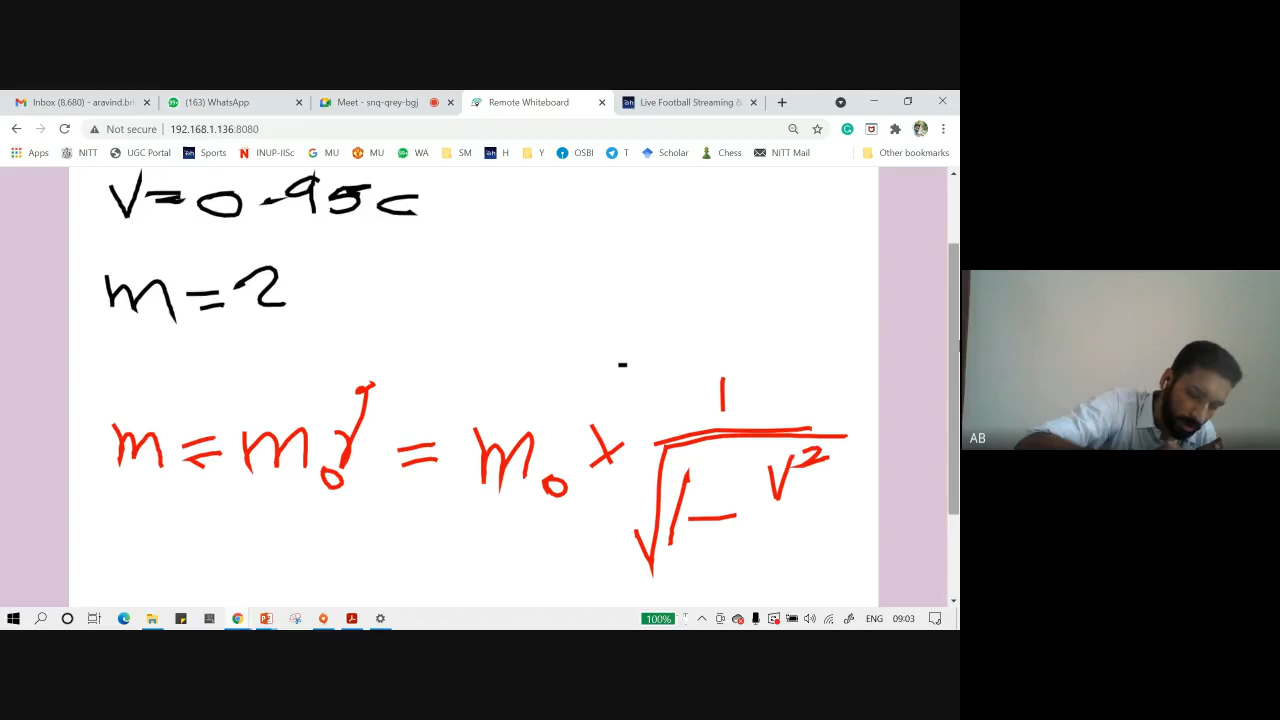 Inbox (8,680) - aravind.bri
(163) WhatsApp
Meet - snq-qrey-bgj
Remote Whiteboard
Live Football Streaming &
Not secure | 192.168.1.136:8080
Apps NITT UGC Portal Sports INUP-IISc MU MU WA SM H Y OSBI T Scholar Chess NITT Mail Other bookmarks
V = 0.95c
m = 2
m = m₀γ = m₀ × 1/√1 - v²
AB
100% ENG 09:03